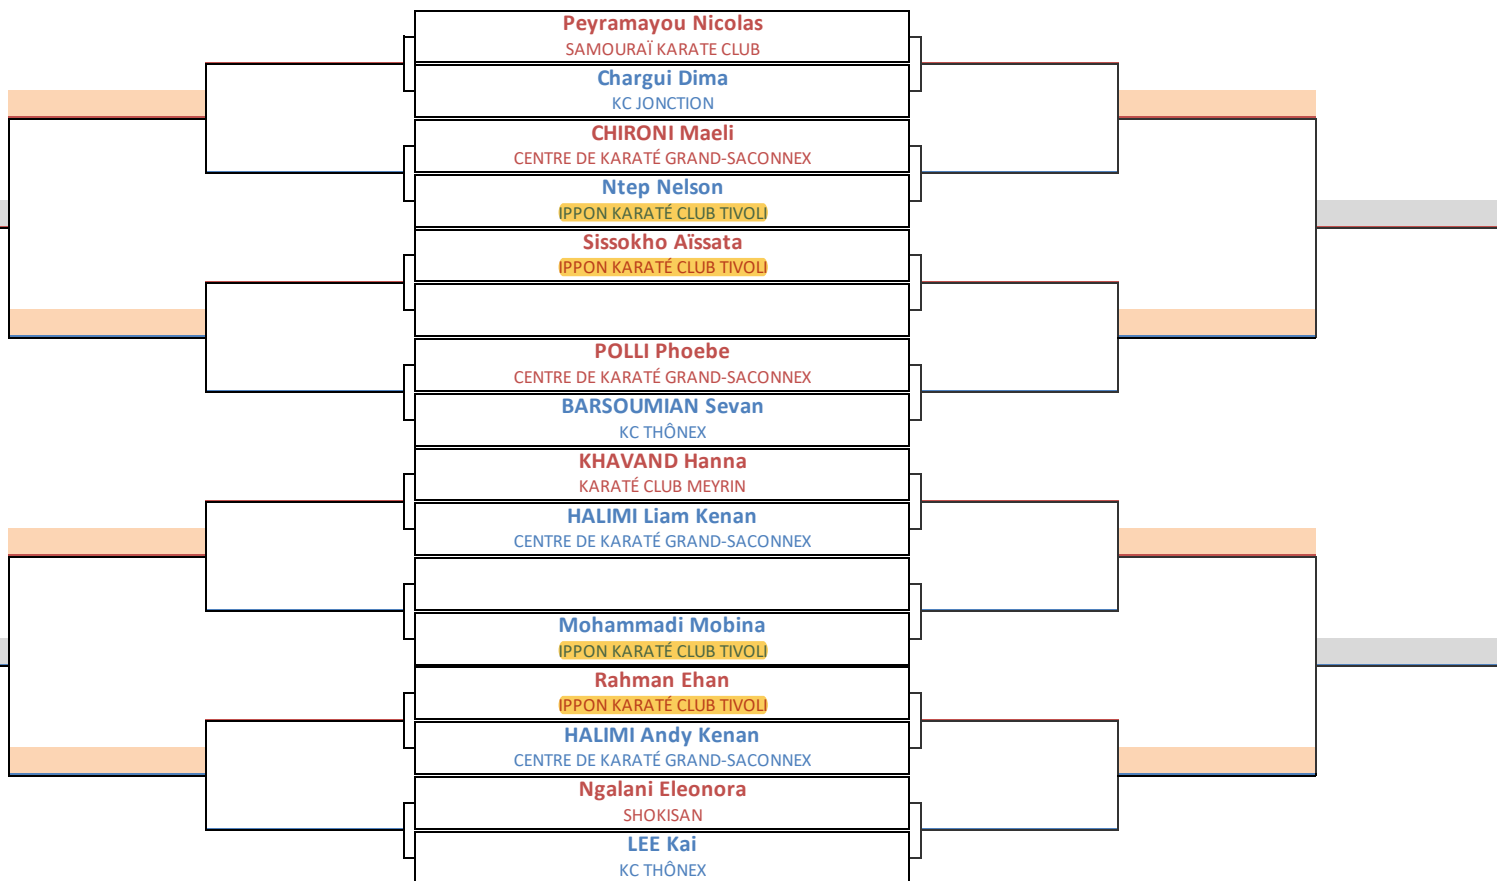 Peyramayou Nicolas
SAMOURAÏ KARATE CLUB
Chargui Dima
KC JONCTION
CHIRONI Maeli
CENTRE DE KARATÉ GRAND-SACONNEX
Ntep Nelson
IPPON KARATÉ CLUB TIVOLI
Sissokho Aïssata
IPPON KARATÉ CLUB TIVOLI
POLLI Phoebe
CENTRE DE KARATÉ GRAND-SACONNEX
BARSOUMIAN Sevan
KC THÔNEX
KHAVAND Hanna
KARATÉ CLUB MEYRIN
HALIMI Liam Kenan
CENTRE DE KARATÉ GRAND-SACONNEX
Mohammadi Mobina
IPPON KARATÉ CLUB TIVOLI
Rahman Ehan
IPPON KARATÉ CLUB TIVOLI
HALIMI Andy Kenan
CENTRE DE KARATÉ GRAND-SACONNEX
Ngalani Eleonora
SHOKISAN
LEE Kai
KC THÔNEX